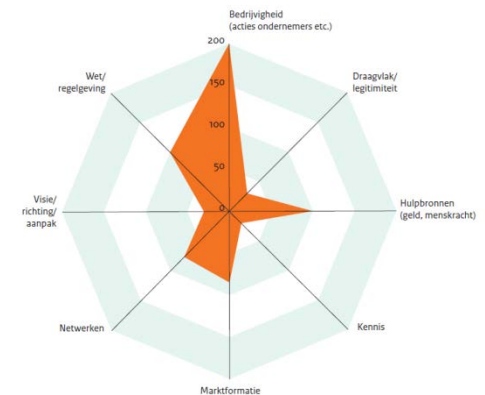 Bedrijvigheid
(acties ondernemers etc.)
200
Wet/
regelgeving
150
Draagvlak/
legitimiteit
100
50
Visie/
richting/
aanpak
0
Hulpbronnen
(geld, menskracht)
Netwerken
Kennis
Marktformatie